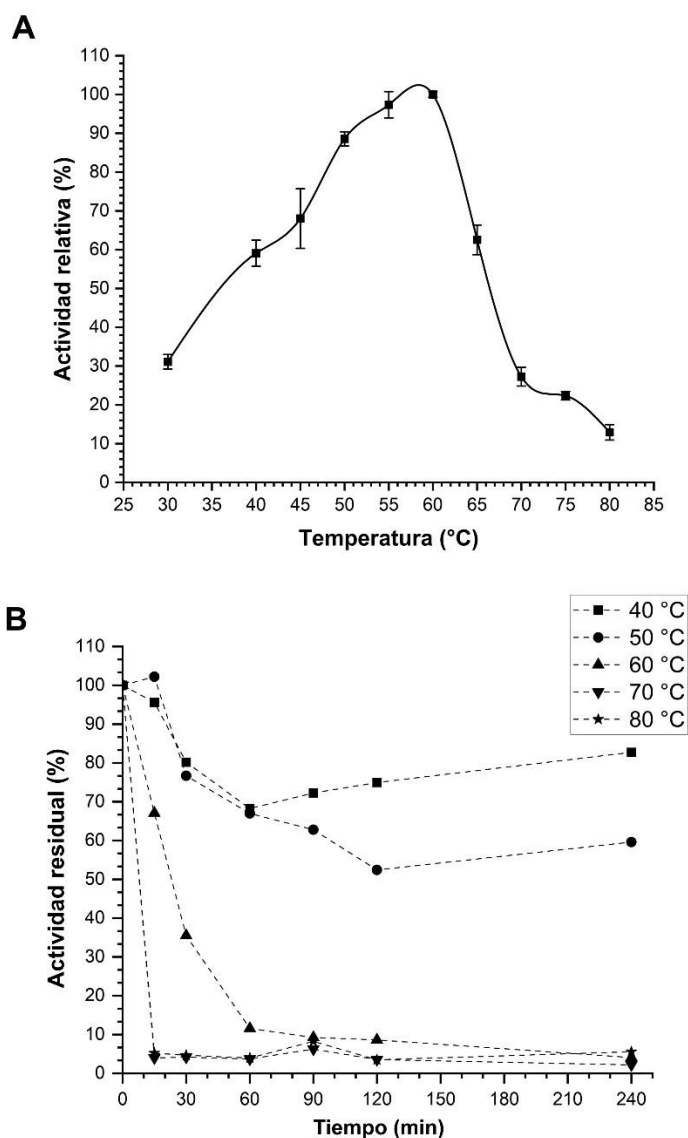 A
Actividad relativa (%)
110
100
90
80
70
60
50
40
30
20
10
0
25 30 35 40 45 50 55 60 65 70 75 80 85
Temperatura (°C)
B
40 °C
50 °C
60 °C
70 °C
80 °C
Actividad residual (%)
110
100
90
80
70
60
50
40
30
20
10
0
0 30 60 90 120 150 180 210 240
Tiempo (min)